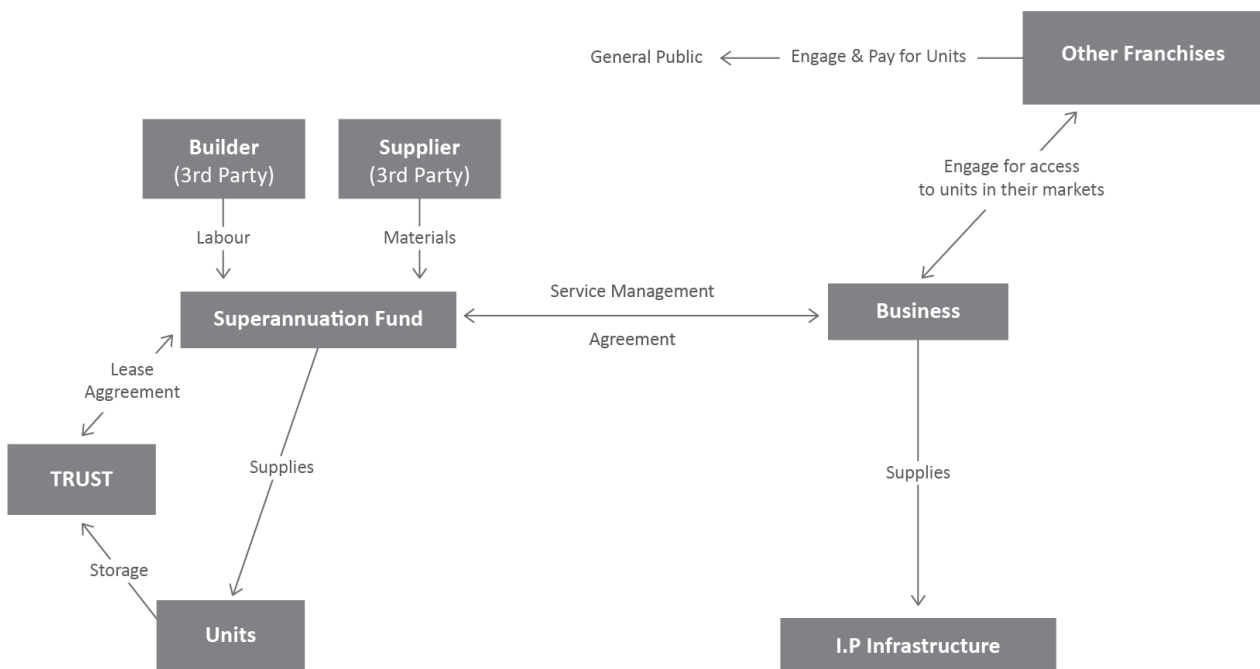 Other Franchises
General Public
Engage & Pay for Units
Builder
(3rd Party)
Supplier
(3rd Party)
Engage for access
to units in their markets
Labour
Materials
Superannuation Fund
Service Management
Agreement
Business
Lease
Aggreement
TRUST
Supplies
Supplies
Storage
Units
I.P Infrastructure